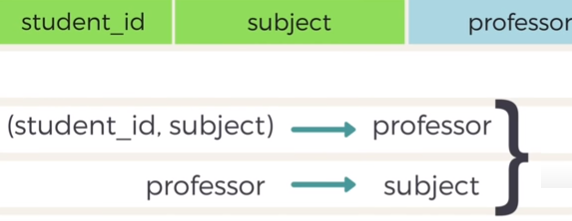 student_id subject professor
(student_id, subject) → professor
professor → subject